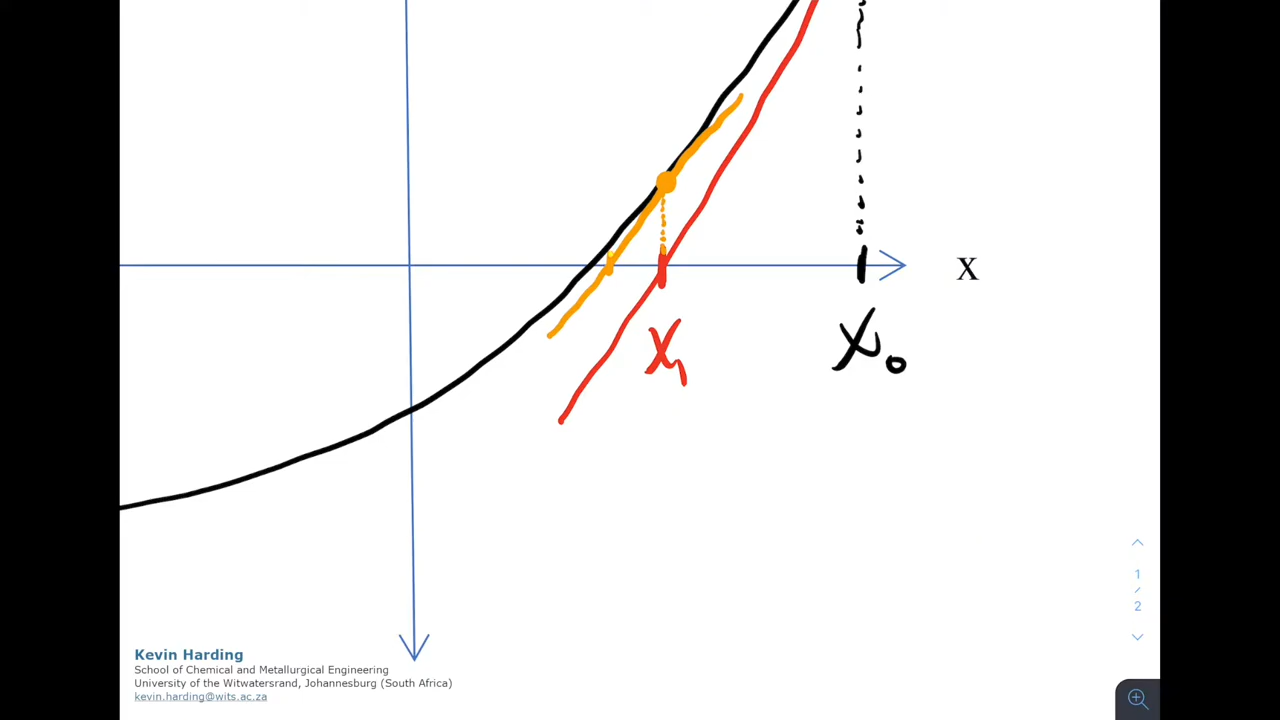 X
X₁
X₀
1
/
2
Kevin Harding
School of Chemical and Metallurgical Engineering
University of the Witwatersrand, Johannesburg (South Africa)
kevin.harding@wits.ac.za